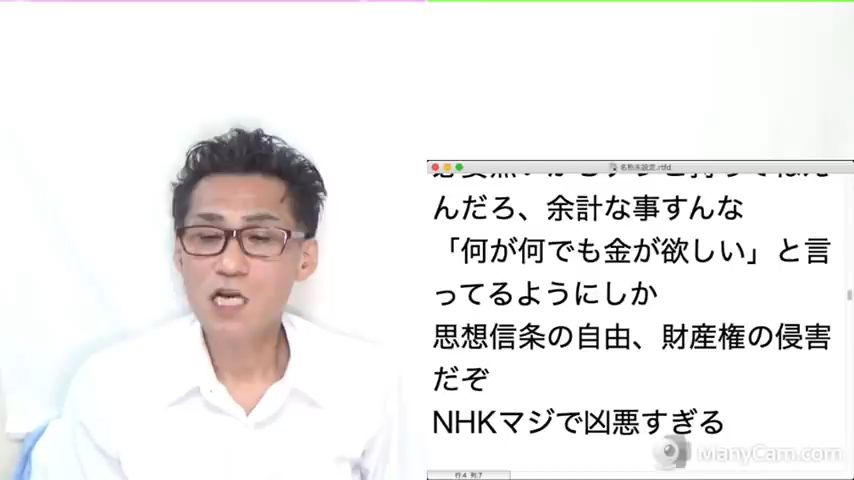 名称未設定.rtfd
んだろ、余計な事すんな
「何が何でも金が欲しい」と言
ってるようにしか
思想信条の自由、財産権の侵害
だぞ
NHKマジで凶悪すぎる
ManyCam.com